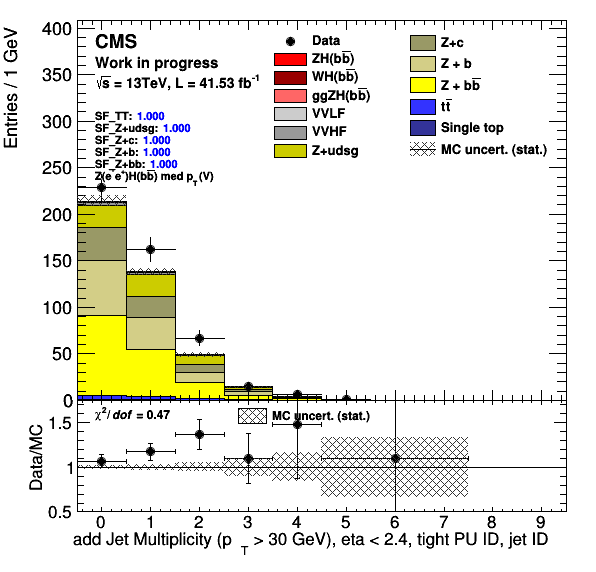 CMS
Work in progress
√s = 13TeV, L = 41.53 fb⁻¹
SF_TT: 1.000
SF_Z+udsg: 1.000
SF_Z+c: 1.000
SF_Z+b: 1.000
SF_Z+bb: 1.000
Z(e⁻e⁺)H(bb̅) med p_T(V)
Data
ZH(bb̅)
WH(bb̅)
ggZH(bb̅)
VVLF
VVHF
Z+udsg
Z+c
Z + b
Z + bb̅
tt̅
Single top
MC uncert. (stat.)
Entries / 1 GeV
400
350
300
250
200
150
100
50
0
χ²/dof = 0.47
MC uncert. (stat.)
Data/MC
1.5
1
0.5
0 1 2 3 4 5 6 7 8 9
add Jet Multiplicity (p_T > 30 GeV), eta < 2.4, tight PU ID, jet ID